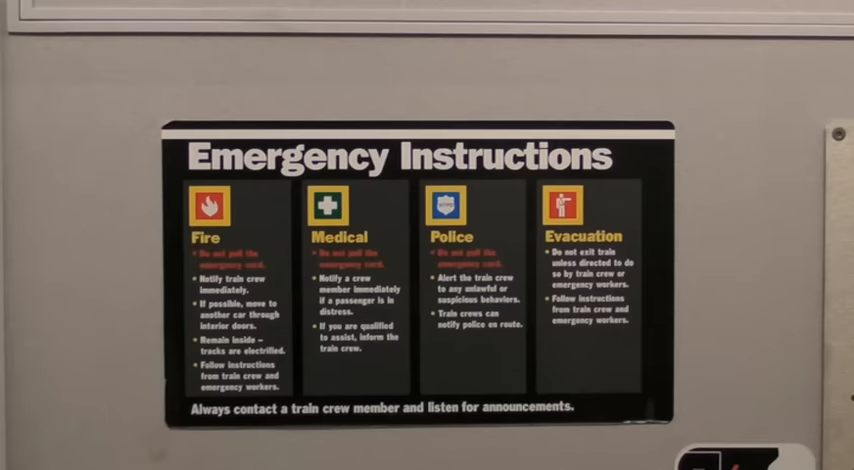 Emergency Instructions
Fire
• Do not pull the
emergency cord.
• Notify train crew
immediately.
• If possible, move to
another car through
interior doors.
• Remain inside –
tracks are electrified.
• Follow instructions
from train crew and
emergency workers.
Medical
• Do not pull the
emergency cord.
• Notify a crew
member immediately
if a passenger is in
distress.
• If you are qualified
to assist, inform the
train crew.
Police
• Do not pull the
emergency cord.
• Alert the train crew
to any unlawful or
suspicious behaviors.
• Train crews can
notify police en route.
Evacuation
• Do not exit train
unless directed to do
so by train crew or
emergency workers.
• Follow instructions
from train crew and
emergency workers.
Always contact a train crew member and listen for announcements.